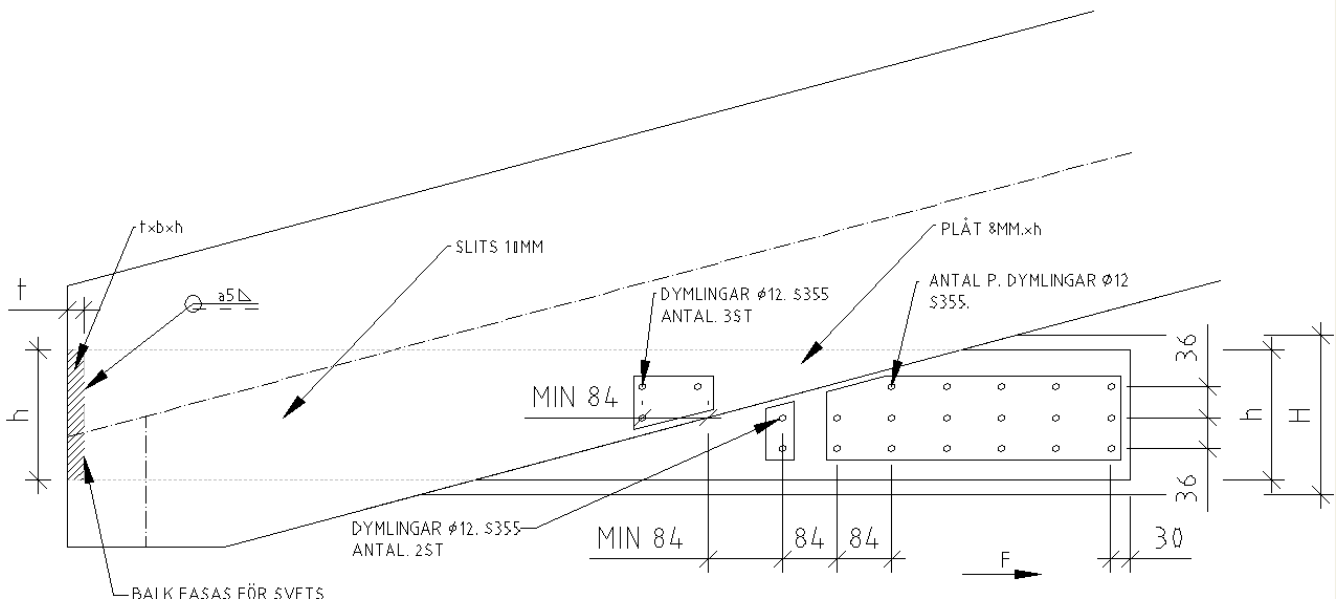 t×b×h
SLITS 10MM
PLÅT 8MM.×h
t
a5
DYMLINGAR Ø12. S355
ANTAL. 3ST
ANTAL P. DYMLINGAR Ø12
S355.
36
h
MIN 84
h
H
36
DYMLINGAR Ø12. S355
ANTAL. 2ST
MIN 84
84
84
30
F
BALK FASAS FÖR SVETS